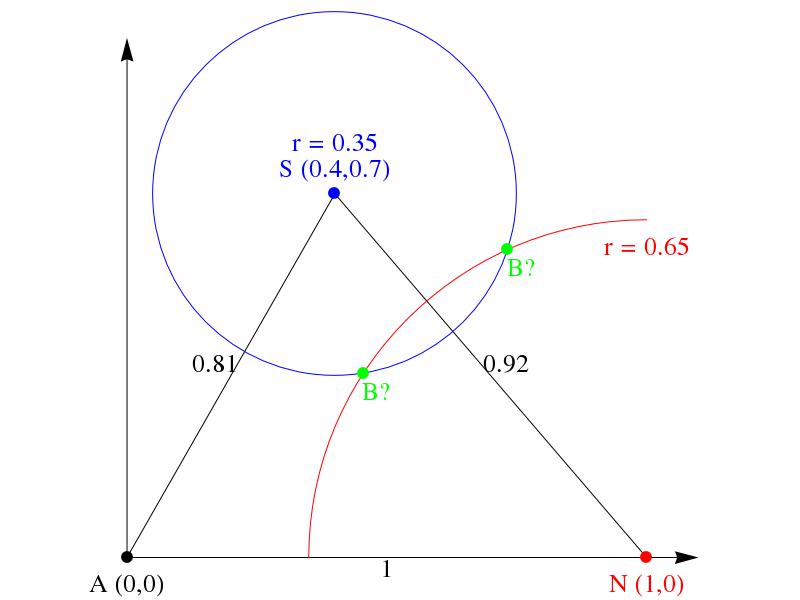 r = 0.35
S (0.4,0.7)
r = 0.65
B?
0.81
0.92
B?
1
A (0,0)
N (1,0)